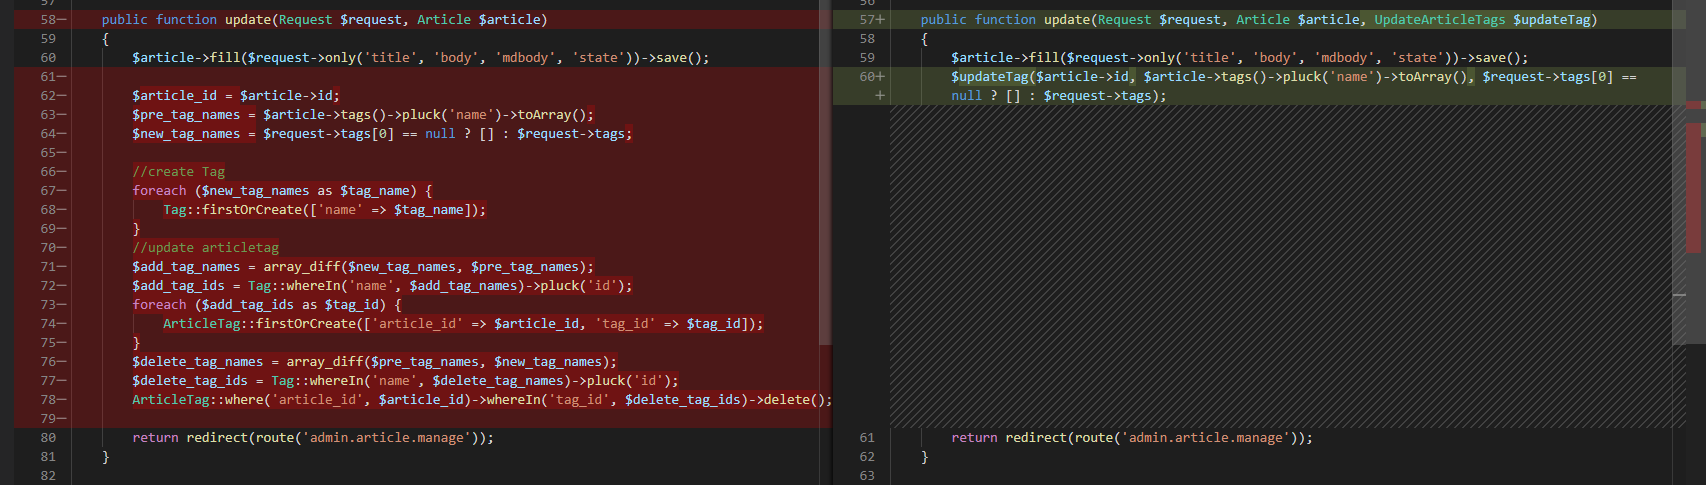 57
58− public function update(Request $request, Article $article)
59 {
60 $article->fill($request->only('title', 'body', 'mdbody', 'state'))->save();
61−
62− $article_id = $article->id;
63− $pre_tag_names = $article->tags()->pluck('name')->toArray();
64− $new_tag_names = $request->tags[0] == null ? [] : $request->tags;
65−
66− //create Tag
67− foreach ($new_tag_names as $tag_name) {
68− Tag::firstOrCreate(['name' => $tag_name]);
69− }
70− //update articletag
71− $add_tag_names = array_diff($new_tag_names, $pre_tag_names);
72− $add_tag_ids = Tag::whereIn('name', $add_tag_names)->pluck('id');
73− foreach ($add_tag_ids as $tag_id) {
74− ArticleTag::firstOrCreate(['article_id' => $article_id, 'tag_id' => $tag_id]);
75− }
76− $delete_tag_names = array_diff($pre_tag_names, $new_tag_names);
77− $delete_tag_ids = Tag::whereIn('name', $delete_tag_names)->pluck('id');
78− ArticleTag::where('article_id', $article_id)->whereIn('tag_id', $delete_tag_ids)->delete();
79−
80 return redirect(route('admin.article.manage'));
81 }
82
56
57+ public function update(Request $request, Article $article, UpdateArticleTags $updateTag)
58 {
59 $article->fill($request->only('title', 'body', 'mdbody', 'state'))->save();
60+ $updateTag($article->id, $article->tags()->pluck('name')->toArray(), $request->tags[0] ==
+ null ? [] : $request->tags);
61 return redirect(route('admin.article.manage'));
62 }
63